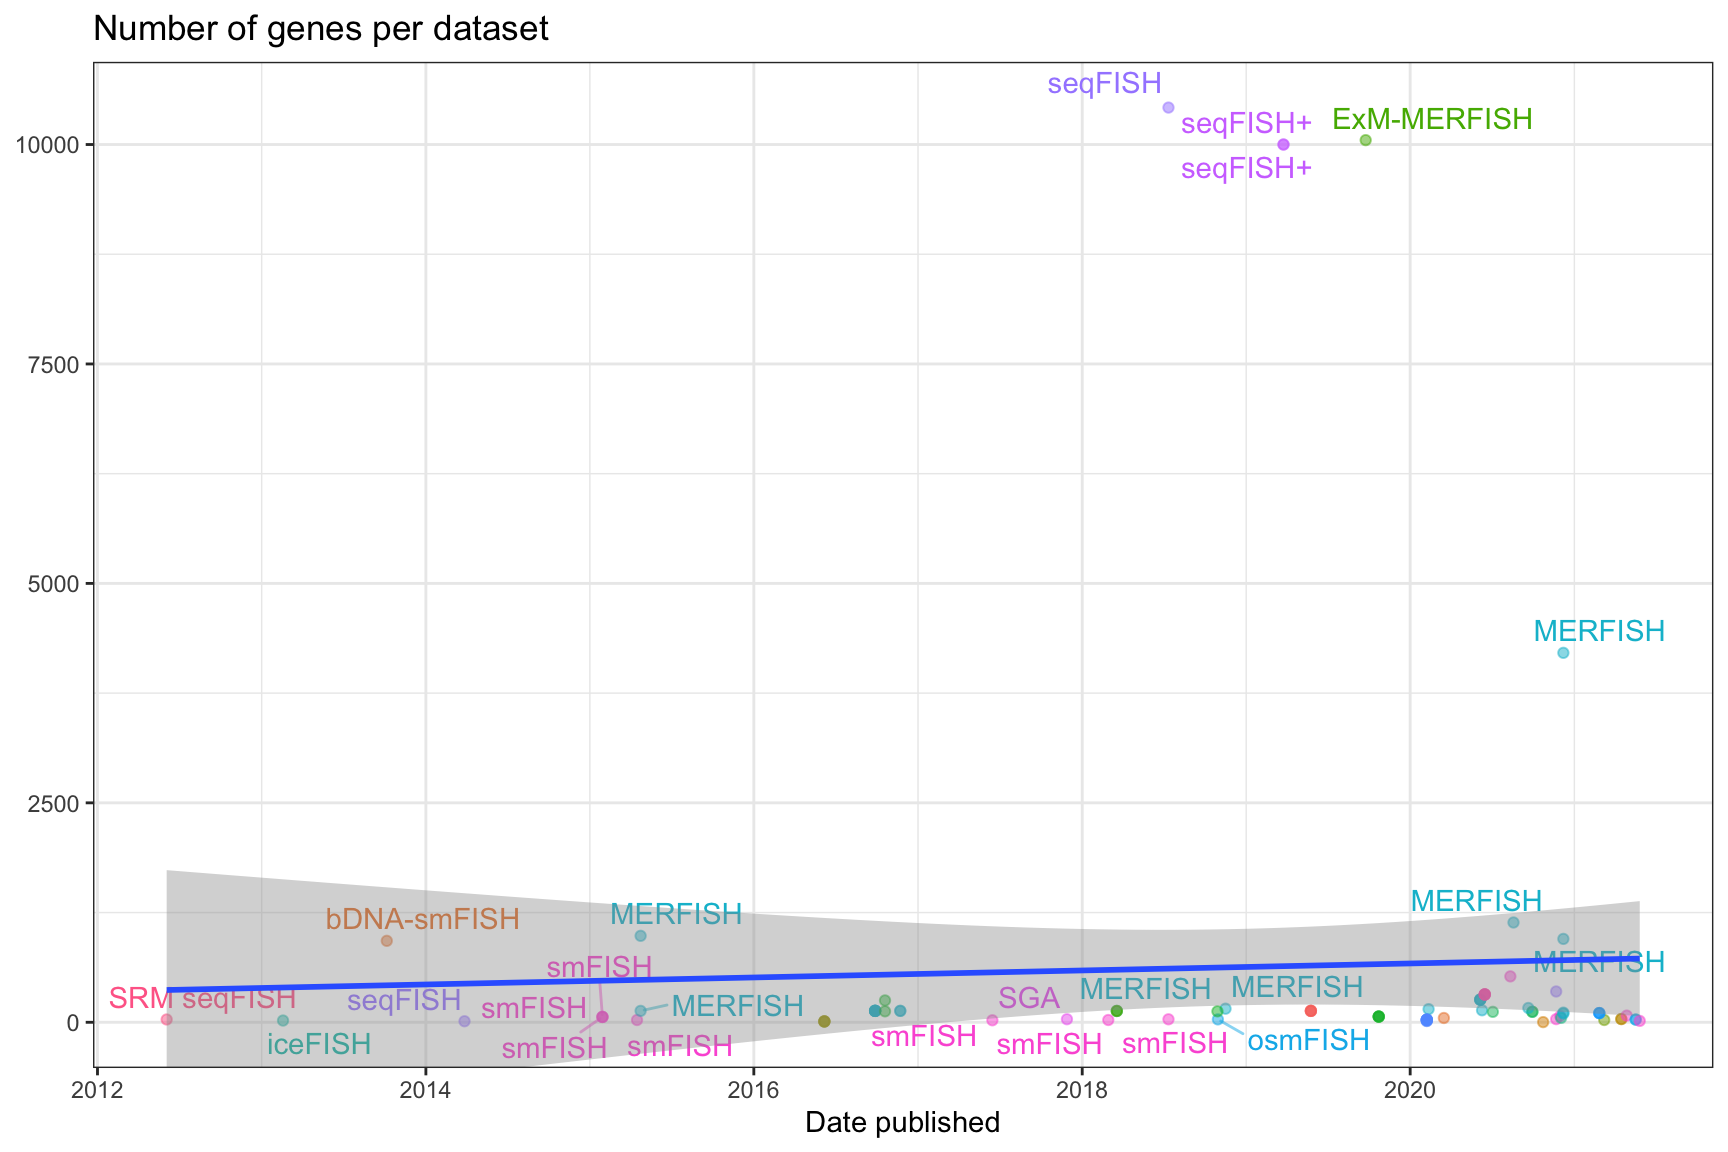 Number of genes per dataset
seqFISH
seqFISH+
ExM-MERFISH
10000
seqFISH+
7500
MERFISH
5000
2500
MERFISH
bDNA-smFISH
MERFISH
smFISH
MERFISH
SRM seqFISH
seqFISH
smFISH
MERFISH
SGA
MERFISH
MERFISH
0
iceFISH
smFISH
smFISH
smFISH
smFISH
smFISH
osmFISH
2012
2014
2016
2018
2020
Date published